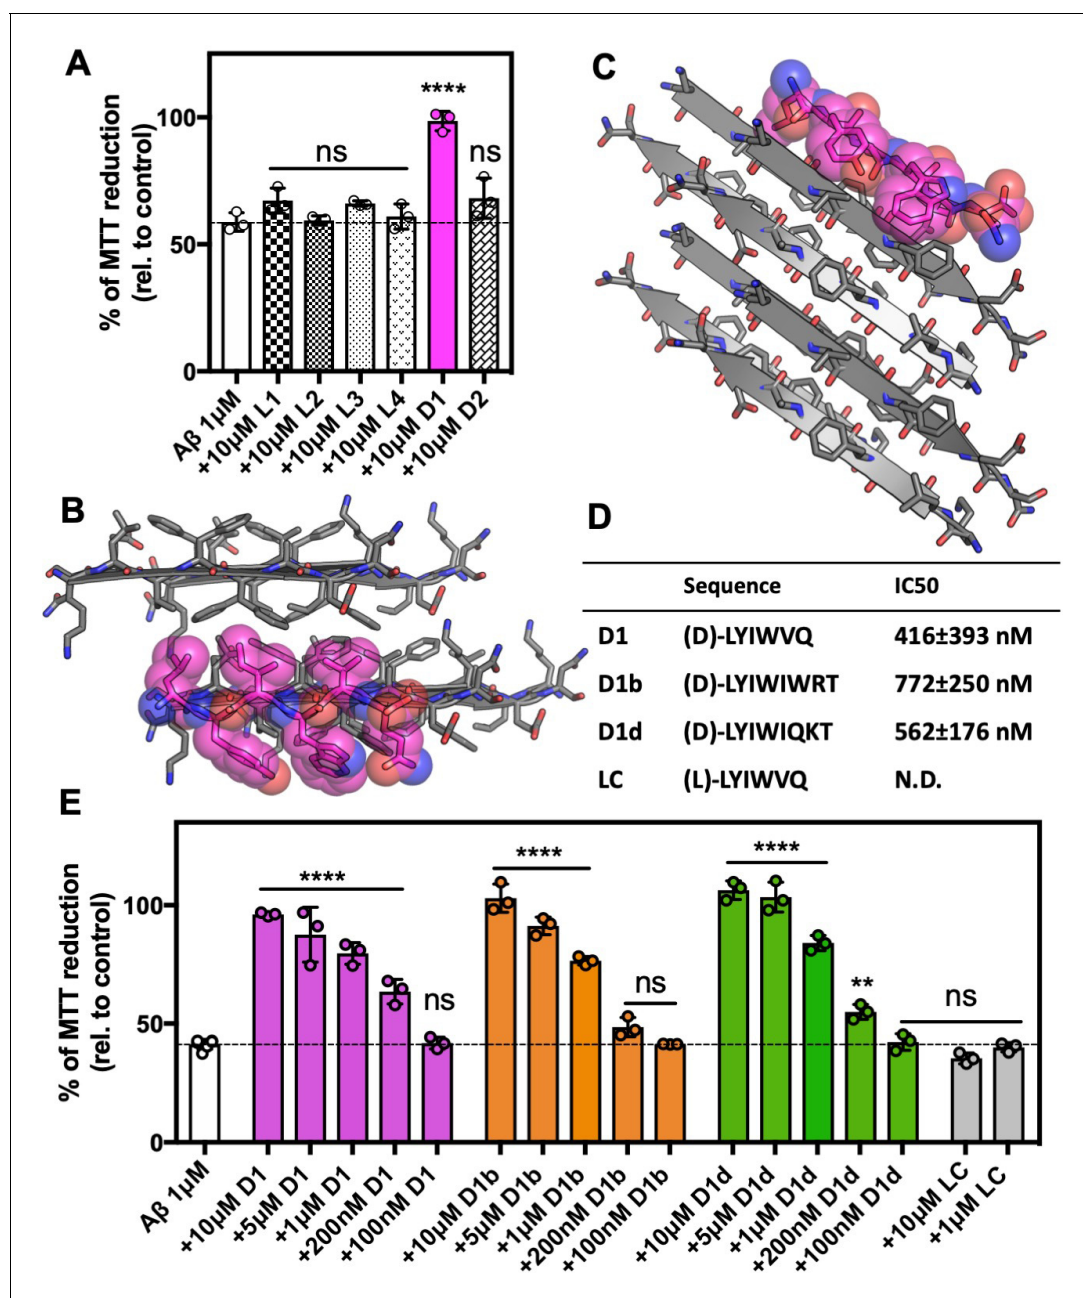 A
% of MTT reduction
(rel. to control)
100
50
0
ns
****
ns
Aβ 1μM
+10μM L1
+10μM L2
+10μM L3
+10μM L4
+10μM D1
+10μM D2
C
B
D
Sequence IC50
D1 (D)-LYIWVQ 416±393 nM
D1b (D)-LYIWIWRT 772±250 nM
D1d (D)-LYIWIQKT 562±176 nM
LC (L)-LYIWVQ N.D.
E
% of MTT reduction
(rel. to control)
100
50
0
****
ns
****
ns
****
**
ns
Aβ 1μM
+10μM D1
+5μM D1
+1μM D1
+200nM D1
+100nM D1
+10μM D1b
+5μM D1b
+1μM D1b
+200nM D1b
+100nM D1b
+10μM D1d
+5μM D1d
+1μM D1d
+200nM D1d
+100nM D1d
+10μM LC
+1μM LC